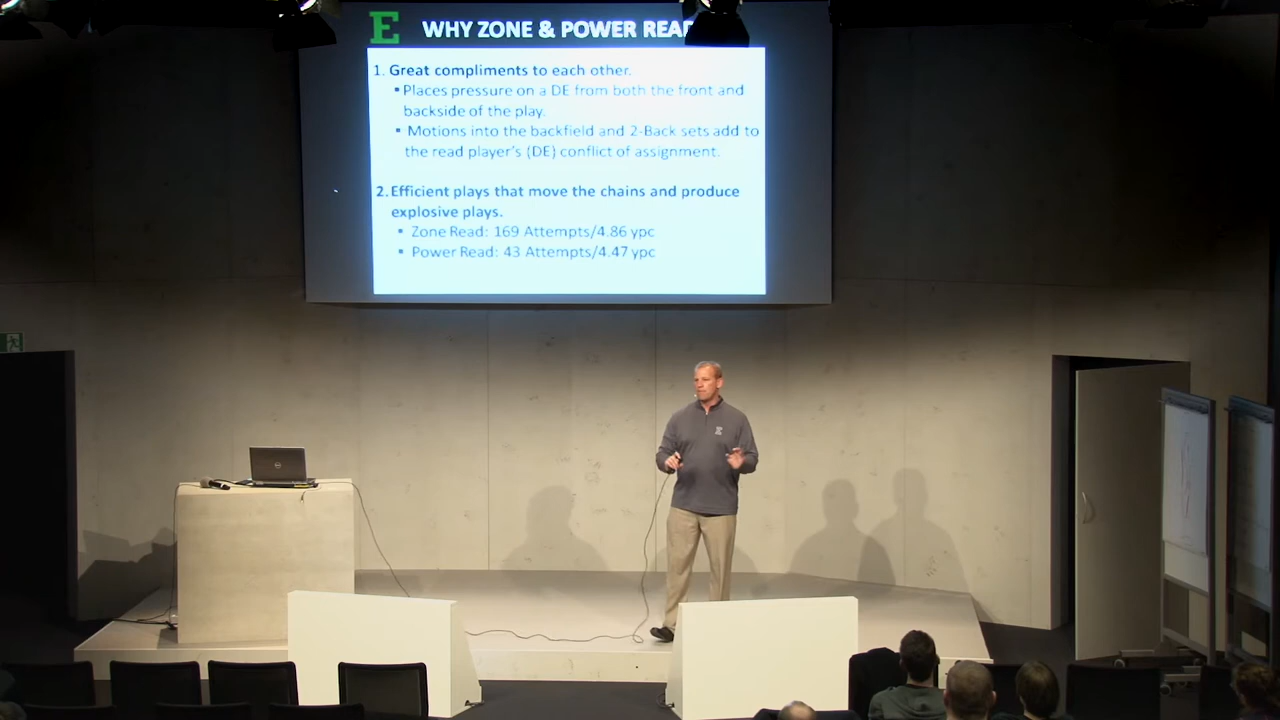 E WHY ZONE & POWER REA
1. Great compliments to each other.
▪ Places pressure on a DE from both the front and
backside of the play.
▪ Motions into the backfield and 2-Back sets add to
the read player's (DE) conflict of assignment.
2. Efficient plays that move the chains and produce
explosive plays.
▪ Zone Read: 169 Attempts/4.86 ypc
▪ Power Read: 43 Attempts/4.47 ypc
E